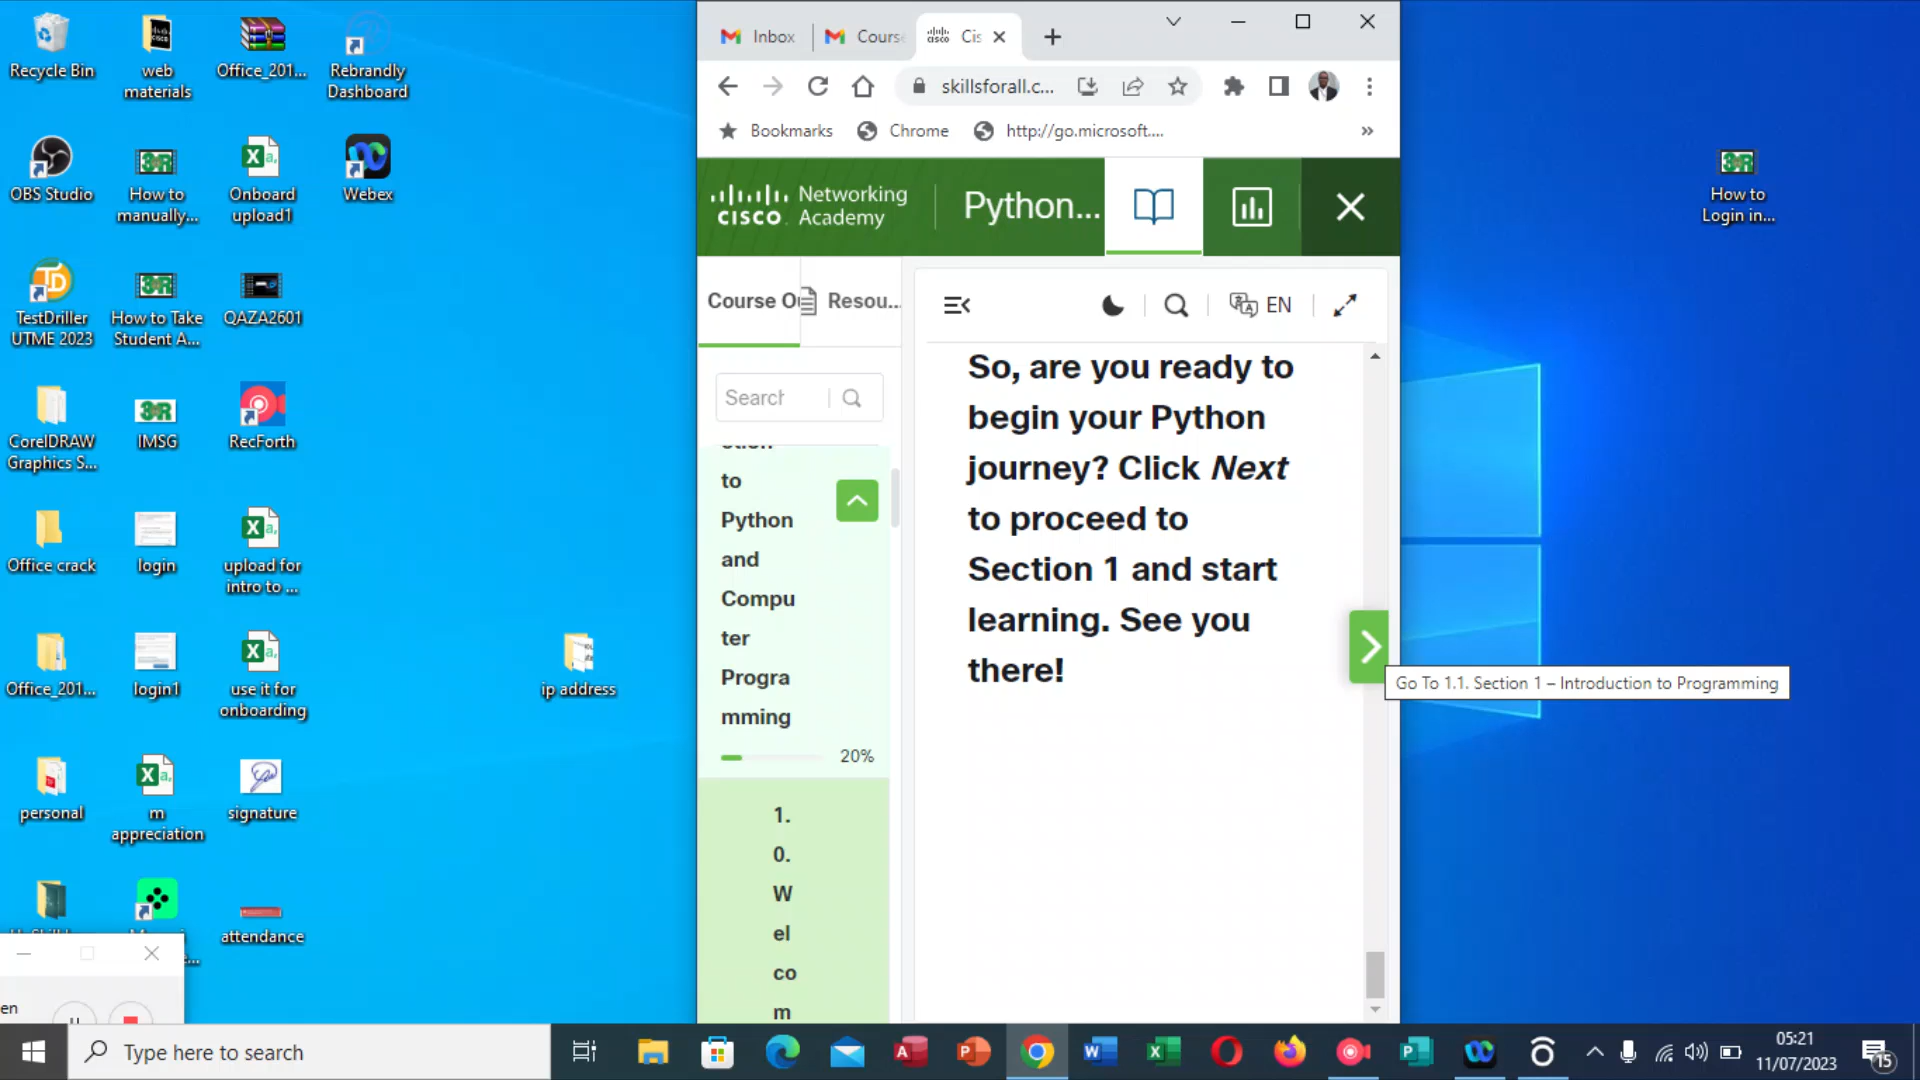 Recycle Bin
web
materials
Office_201...
Rebrandly
Dashboard
OBS Studio
How to
manually...
Onboard
upload1
Webex
TestDriller
UTME 2023
How to Take
Student A...
QAZA2601
CorelDRAW
Graphics S...
IMSG
RecForth
Office crack
login
upload for
intro to ...
Office_201...
login1
use it for
onboarding
ip address
personal
m
appreciation
signature
attendance
en
How to
Login in...
Inbox
Course
Cis
skillsforall.c...
Bookmarks
Chrome
http://go.microsoft....
»
CISCO
Networking
Academy
Python...
Course O
Resou...
Search
to
Python
and
Compu
ter
Progra
mming
20%
1.
0.
W
el
co
m
EN
So, are you ready to
begin your Python
journey? Click Next
to proceed to
Section 1 and start
learning. See you
there!
Go To 1.1. Section 1 – Introduction to Programming
Type here to search
05:21
11/07/2023
15